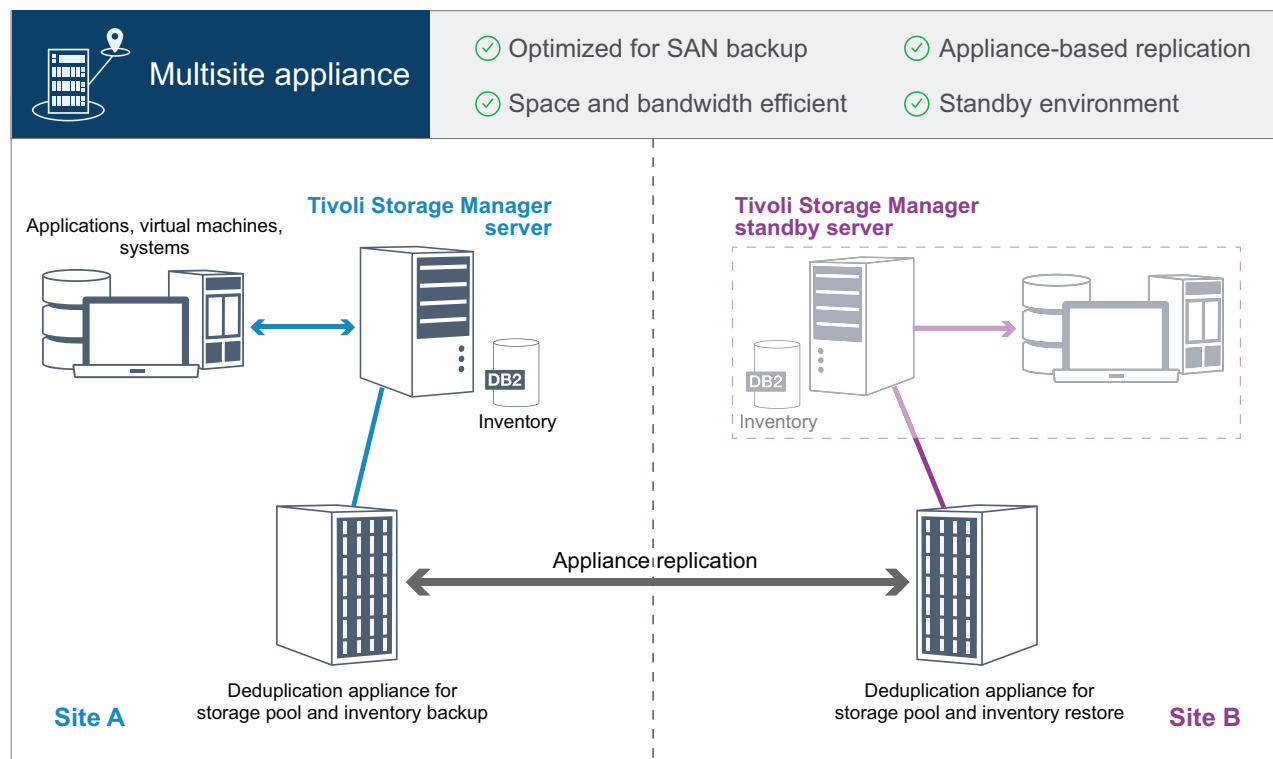 Multisite appliance
Optimized for SAN backup
Appliance-based replication
Space and bandwidth efficient
Standby environment
Applications, virtual machines,
systems
Tivoli Storage Manager
server
DB2
Inventory
Tivoli Storage Manager
standby server
DB2
Inventory
Appliance replication
Deduplication appliance for
storage pool and inventory backup
Site A
Deduplication appliance for
storage pool and inventory restore
Site B